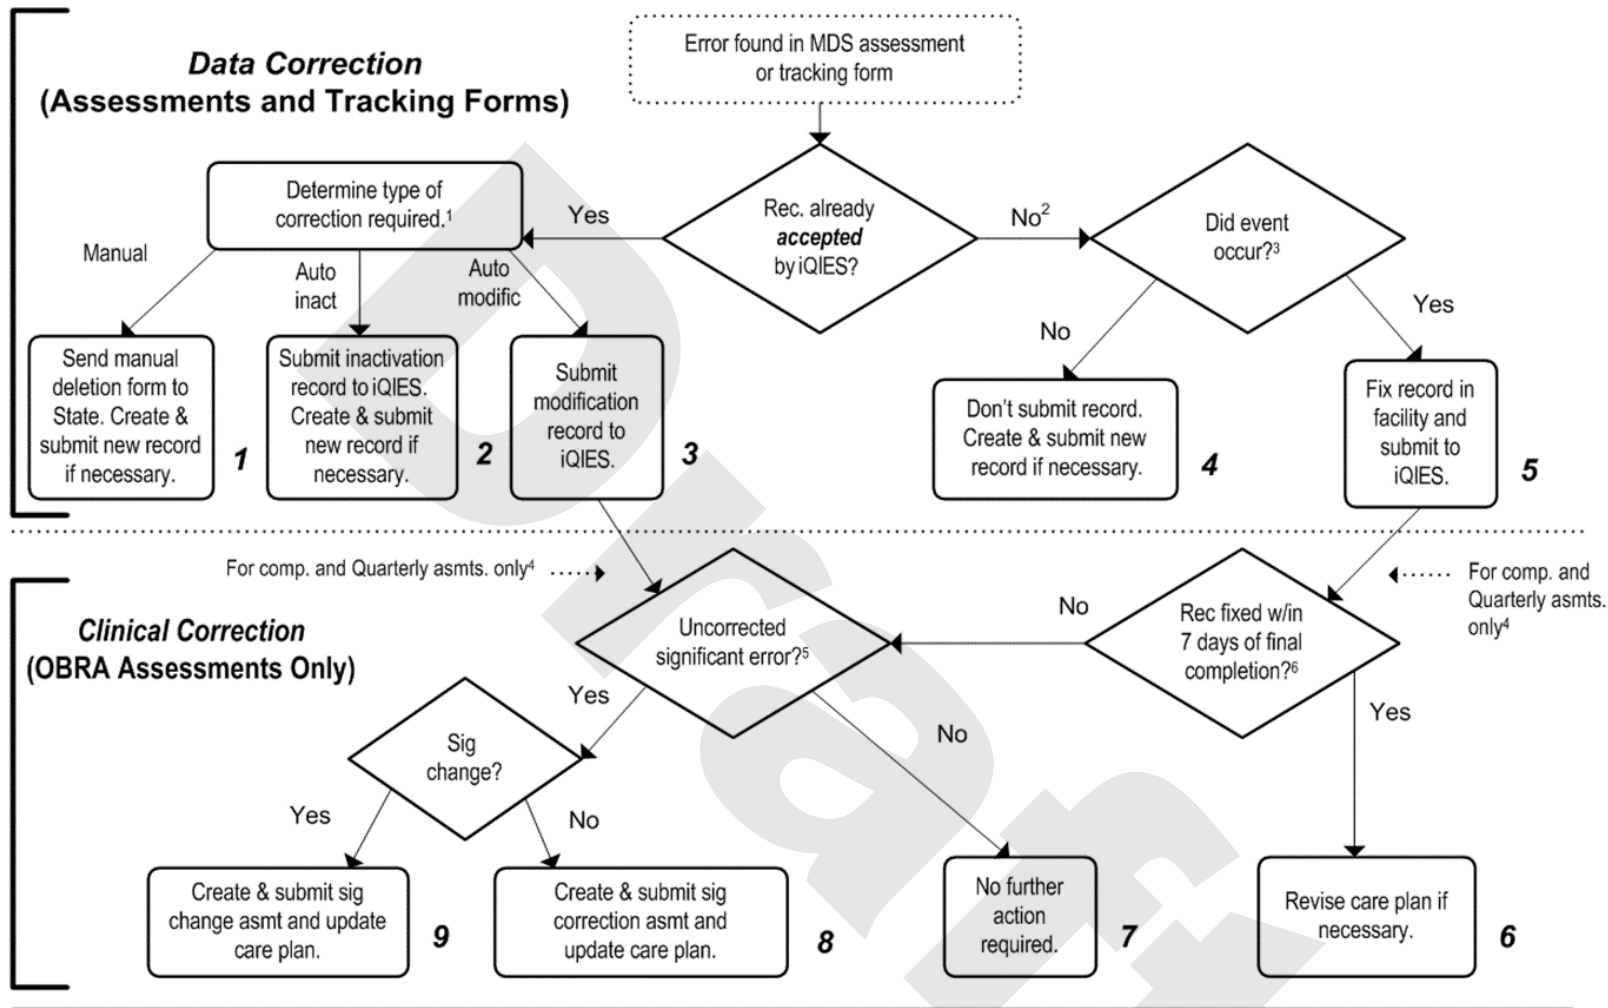 Data Correction
(Assessments and Tracking Forms)
Error found in MDS assessment
or tracking form
Determine type of
correction required.¹
Yes
Rec. already
accepted
by iQIES?
No²
Did event
occur?³
Manual
Auto
inact
Auto
modific
No
Yes
Send manual
deletion form to
State. Create &
submit new record
if necessary.
1
Submit inactivation
record to iQIES.
Create & submit
new record if
necessary.
2
Submit
modification
record to
iQIES.
3
Don't submit record.
Create & submit new
record if necessary.
4
Fix record in
facility and
submit to
iQIES.
5
For comp. and Quarterly asmts. only⁴
For comp. and
Quarterly asmts.
only⁴
Clinical Correction
(OBRA Assessments Only)
Uncorrected
significant error?⁵
No
Rec fixed w/in
7 days of final
completion?⁶
Yes
No
Yes
Sig
change?
Yes
No
Create & submit sig
change asmt and update
care plan.
9
Create & submit sig
correction asmt and
update care plan.
8
No further
action
required.
7
Revise care plan if
necessary.
6
Draft